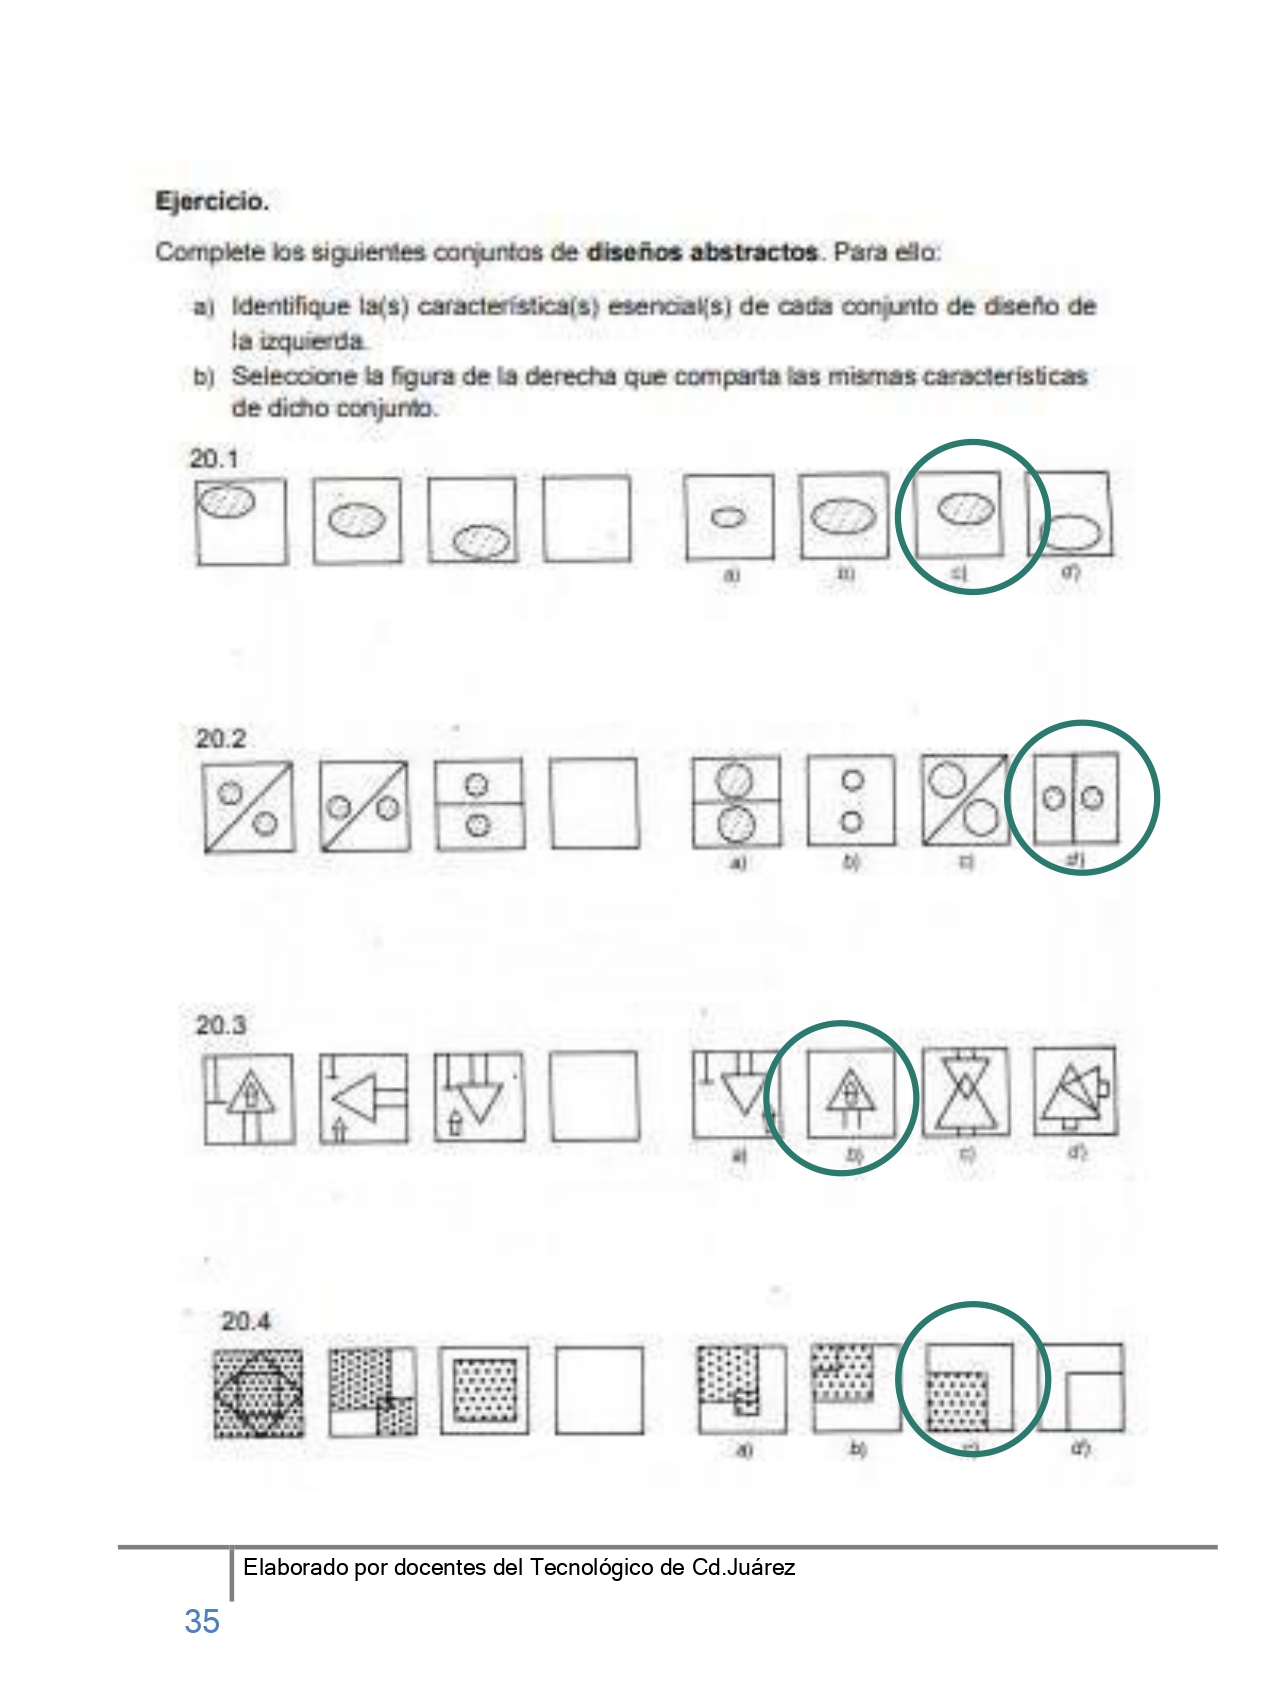 Ejercicio.
Complete los siguientes conjuntos de diseños abstractos. Para ello:
a) Identifique la(s) característica(s) esencial(s) de cada conjunto de diseño de
la izquierda.
b) Seleccione la figura de la derecha que comparta las mismas características
de dicho conjunto.
20.1
a) b) c) d)
20.2
a) b) c) d)
20.3
a) b) c) d)
20.4
a) b) c) d)
Elaborado por docentes del Tecnológico de Cd.Juárez
35